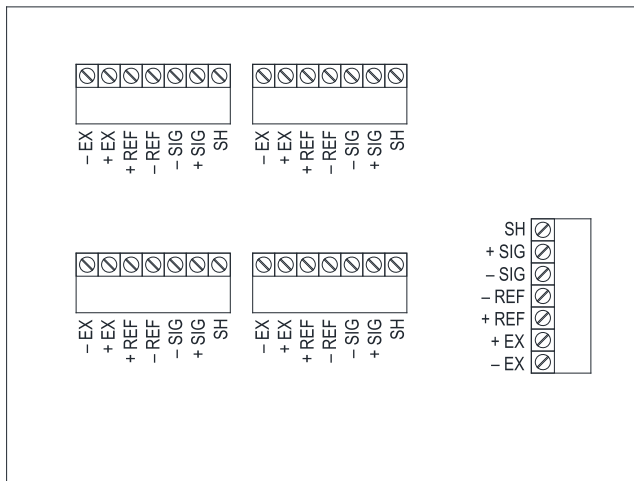 – EX
+ EX
+ REF
– REF
– SIG
+ SIG
SH
– EX
+ EX
+ REF
– REF
– SIG
+ SIG
SH
– EX
+ EX
+ REF
– REF
– SIG
+ SIG
SH
– EX
+ EX
+ REF
– REF
– SIG
+ SIG
SH
SH
+ SIG
– SIG
– REF
+ REF
+ EX
– EX